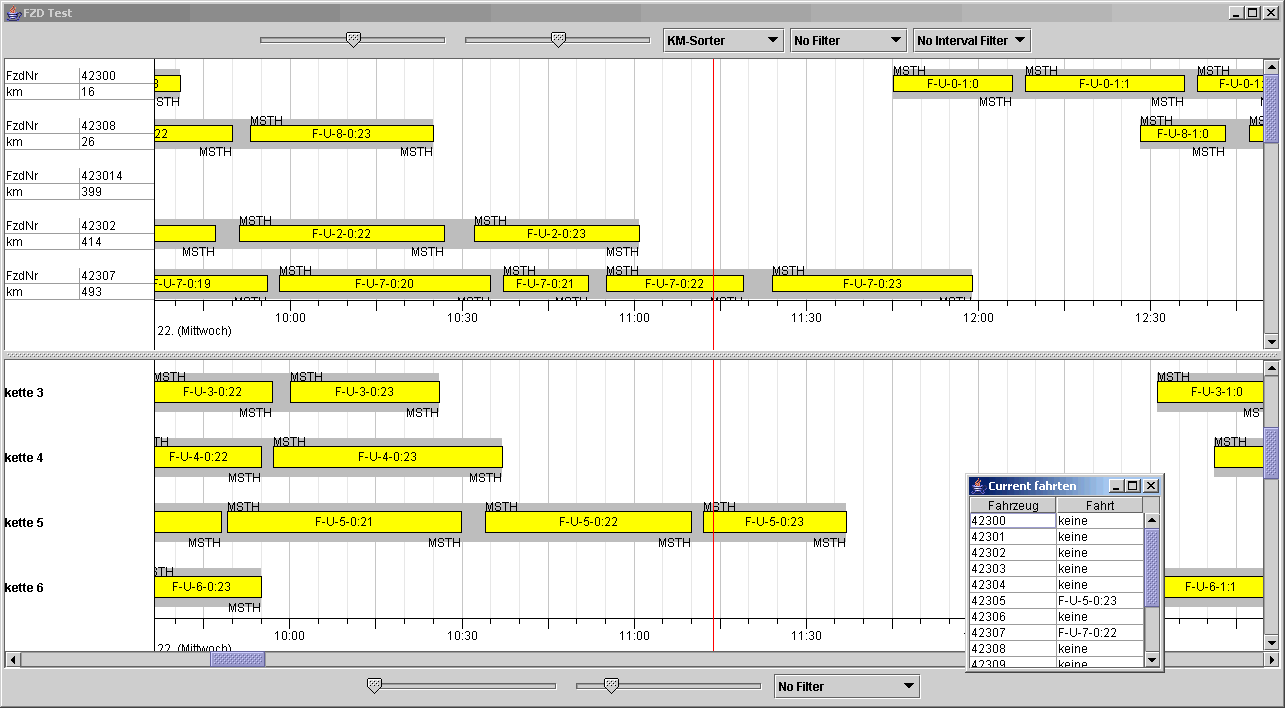 FZD Test
KM-Sorter No Filter No Interval Filter
MSTH MSTH MSTH
FzdNr 42300 F-U-0-1:0 F-U-0-1:1 F-U-0-1:
km 16 STH MSTH MSTH
MSTH MSTH MS
FzdNr 42308 22 F-U-8-0:23 F-U-8-1:0
km 26 MSTH MSTH MSTH
FzdNr 423014
km 399
MSTH MSTH
FzdNr 42302 F-U-2-0:22 F-U-2-0:23
km 414 MSTH MSTH MSTH
MSTH MSTH MSTH MSTH
FzdNr 42307 F-U-7-0:19 F-U-7-0:20 F-U-7-0:21 F-U-7-0:22 F-U-7-0:23
km 493 MSTH MSTH MSTH MSTH MSTH
10:00 10:30 11:00 11:30 12:00 12:30
22. (Mittwoch)
MSTH MSTH MSTH
kette 3 F-U-3-0:22 F-U-3-0:23 F-U-3-1:0
MSTH MSTH MS
TH MSTH MSTH
kette 4 F-U-4-0:22 F-U-4-0:23
MSTH MSTH
MSTH MSTH MSTH
kette 5 F-U-5-0:21 F-U-5-0:22 F-U-5-0:23
MSTH MSTH MSTH MSTH
STH
kette 6 F-U-6-0:23 F-U-6-1:1
MSTH
10:00 10:30 11:00 11:30
22. (Mittwoch)
Current fahrten
Fahrzeug Fahrt
42300 keine
42301 keine
42302 keine
42303 keine
42304 keine
42305 F-U-5-0:23
42306 keine
42307 F-U-7-0:22
42308 keine
42309 keine
No Filter